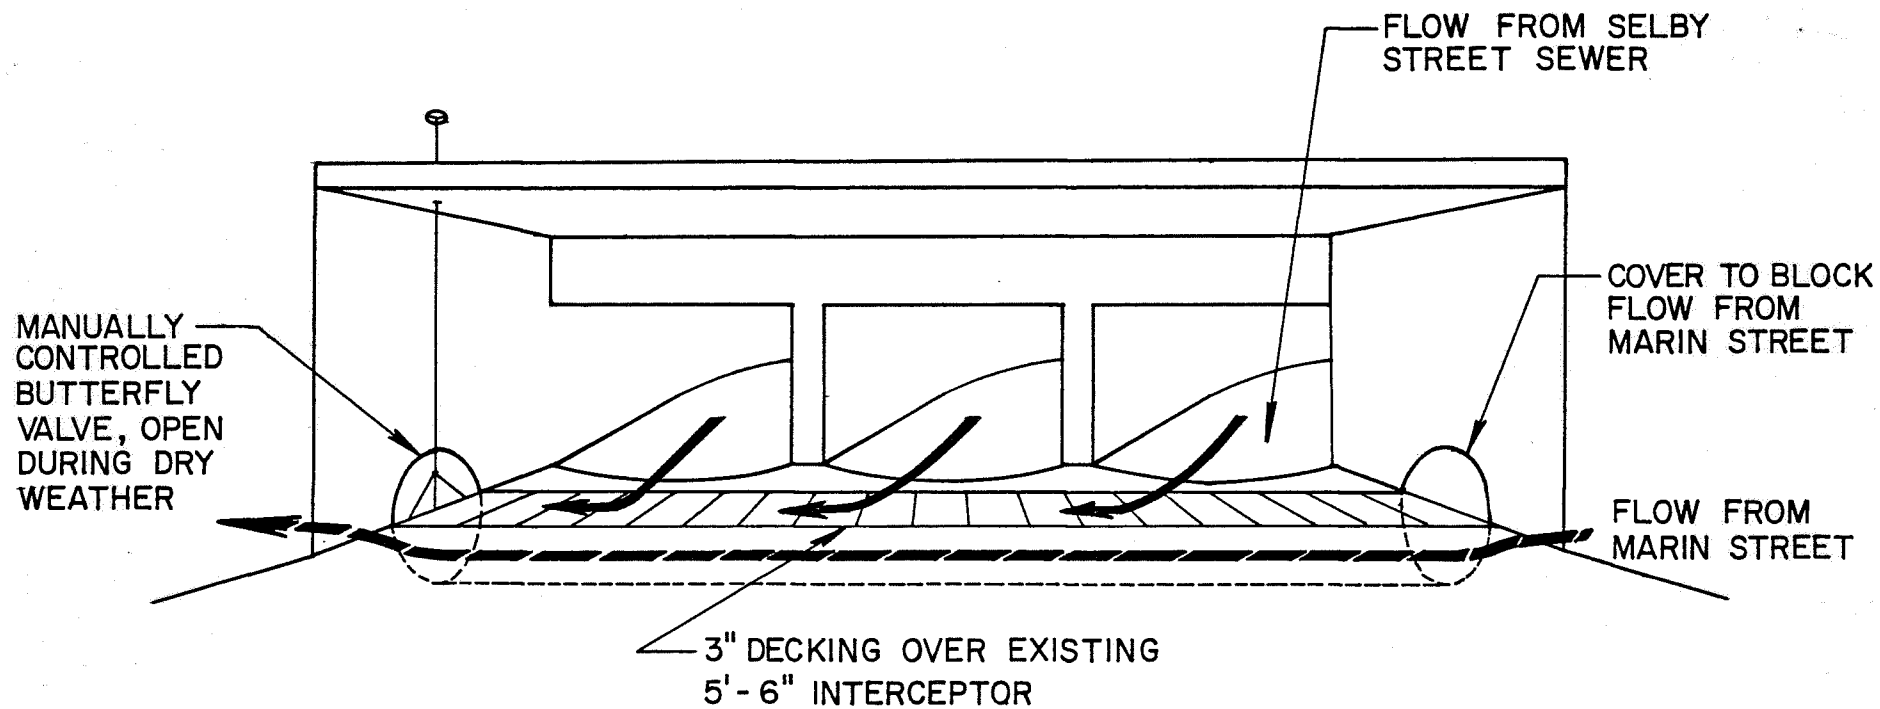 FLOW FROM SELBY
STREET SEWER
COVER TO BLOCK
FLOW FROM
MARIN STREET
MANUALLY
CONTROLLED
BUTTERFLY
VALVE, OPEN
DURING DRY
WEATHER
FLOW FROM
MARIN STREET
3" DECKING OVER EXISTING
5'-6" INTERCEPTOR